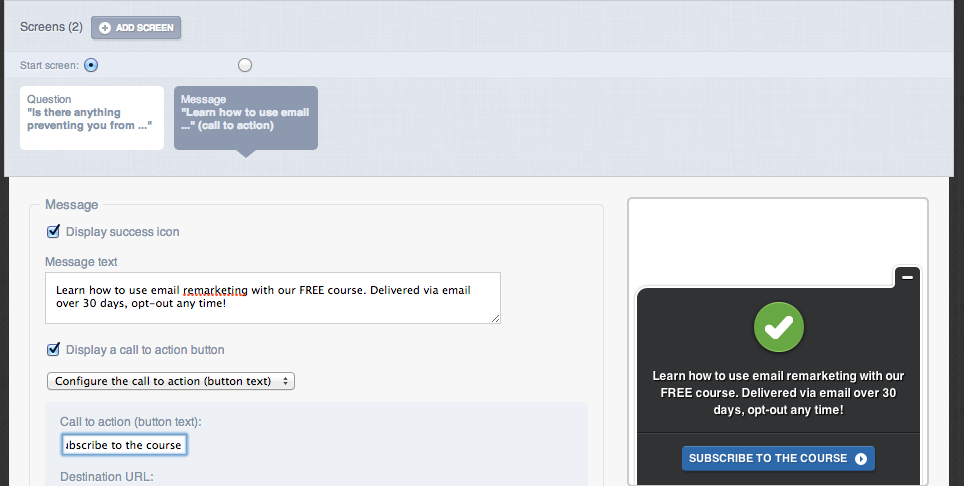 Screens (2) ADD SCREEN
Start screen:
Question
"Is there anything
preventing you from ..."
Message
"Learn how to use email
..." (call to action)
Message
Display success icon
Message text
Learn how to use email remarketing with our FREE course. Delivered via email
over 30 days, opt-out any time!
Display a call to action button
Configure the call to action (button text)
Call to action (button text):
ubscribe to the course
Destination URL:
Learn how to use email remarketing with our
FREE course. Delivered via email over 30
days, opt-out any time!
SUBSCRIBE TO THE COURSE